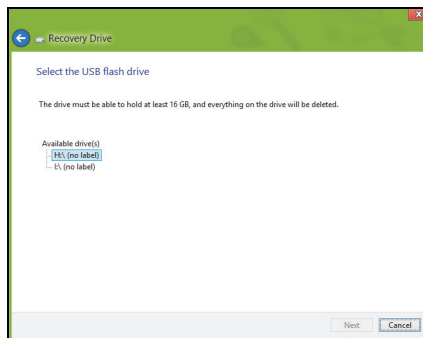 Recovery Drive
Select the USB flash drive
The drive must be able to hold at least 16 GB, and everything on the drive will be deleted.
Available drive(s)
H:\ (no label)
I:\ (no label)
Next Cancel